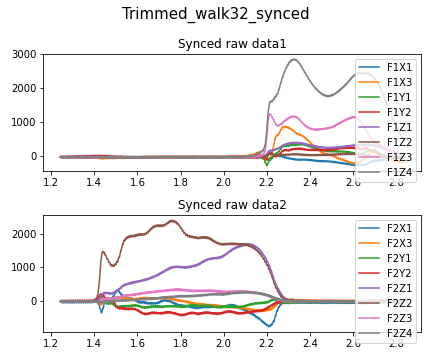 Trimmed_walk32_synced
Synced raw data1
3000
2000
1000
0
F1X1
F1X3
F1Y1
F1Y2
F1Z1
F1Z2
F1Z3
F1Z4
1.2 1.4 1.6 1.8 2.0 2.2 2.4 2.6 2.8
Synced raw data2
2000
1000
0
F2X1
F2X3
F2Y1
F2Y2
F2Z1
F2Z2
F2Z3
F2Z4
1.2 1.4 1.6 1.8 2.0 2.2 2.4 2.6 2.8